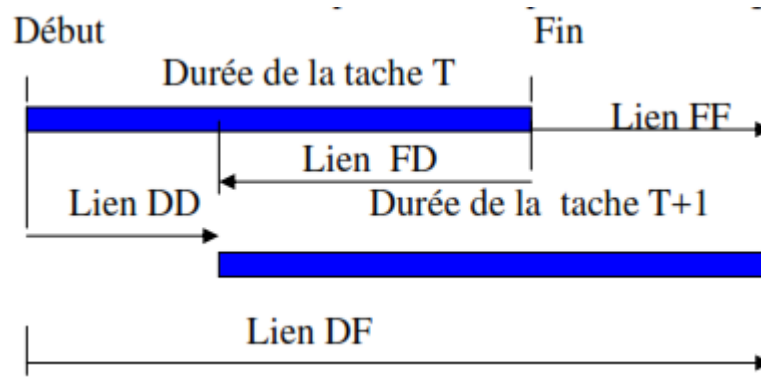 Début
Fin
Durée de la tache T
Lien FF
Lien FD
Lien DD
Durée de la tache T+1
Lien DF